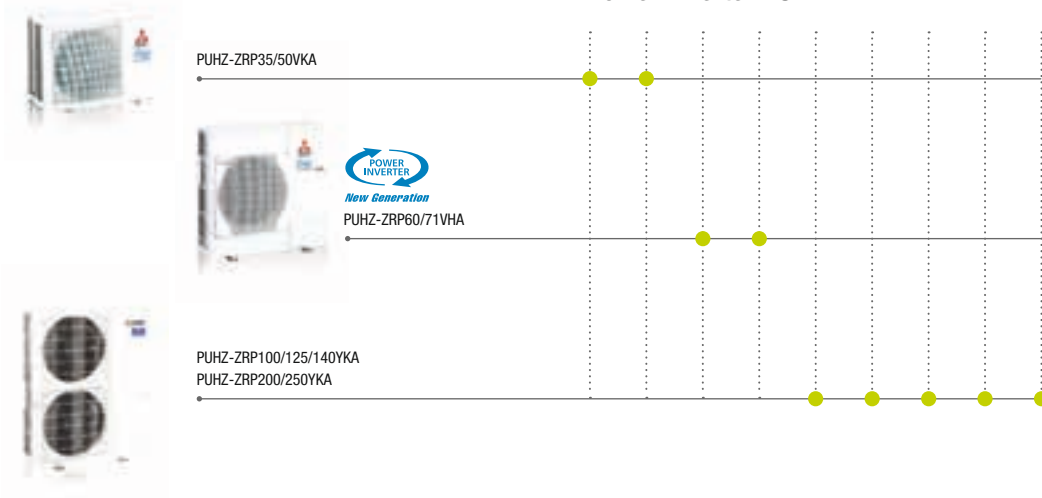 PUHZ-ZRP35/50VKA
POWER
INVERTER
New Generation
PUHZ-ZRP60/71VHA
PUHZ-ZRP100/125/140YKA
PUHZ-ZRP200/250YKA